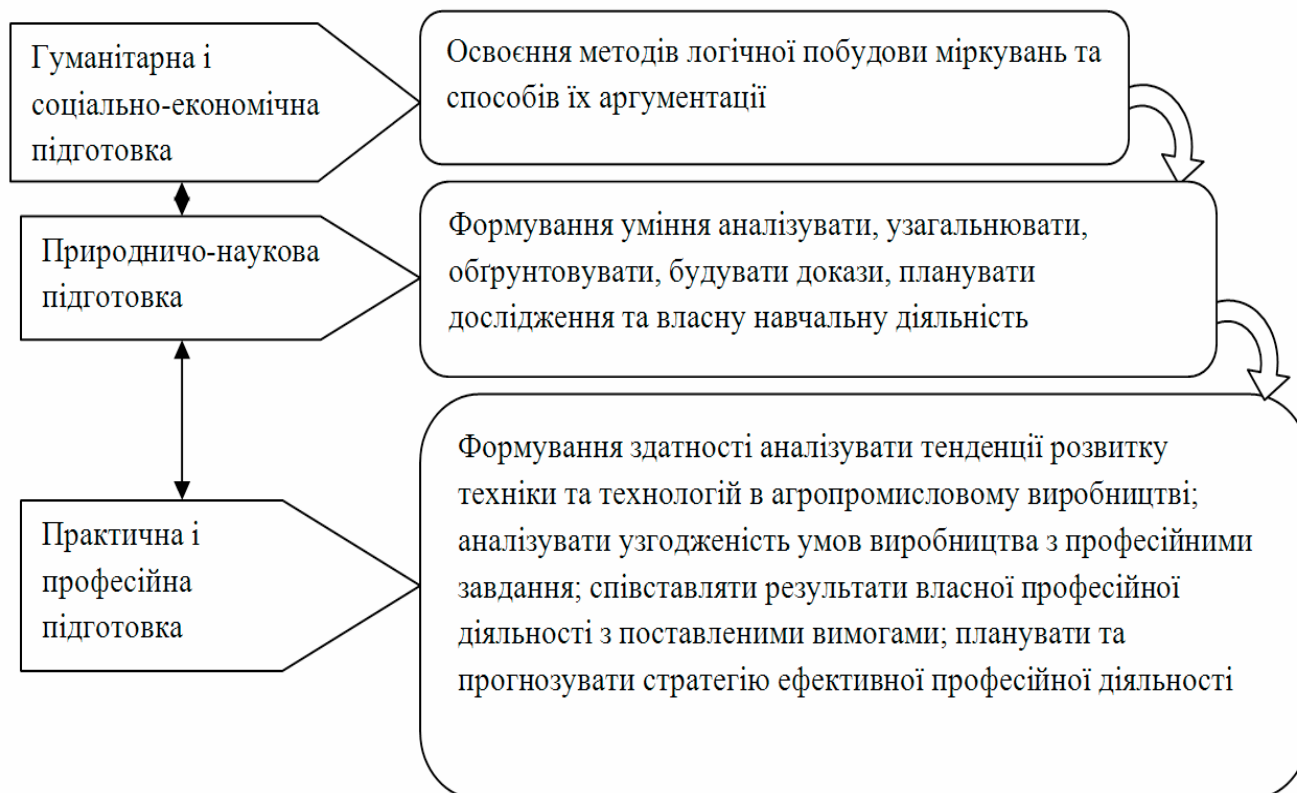 Гуманітарна і
соціально-економічна
підготовка
Освоєння методів логічної побудови міркувань та
способів їх аргументації
Природничо-наукова
підготовка
Формування уміння аналізувати, узагальнювати,
обґрунтовувати, будувати докази, планувати
дослідження та власну навчальну діяльність
Практична і
професійна
підготовка
Формування здатності аналізувати тенденції розвитку
техніки та технологій в агропромисловому виробництві;
аналізувати узгодженість умов виробництва з професійними
завдання; співставляти результати власної професійної
діяльності з поставленими вимогами; планувати та
прогнозувати стратегію ефективної професійної діяльності